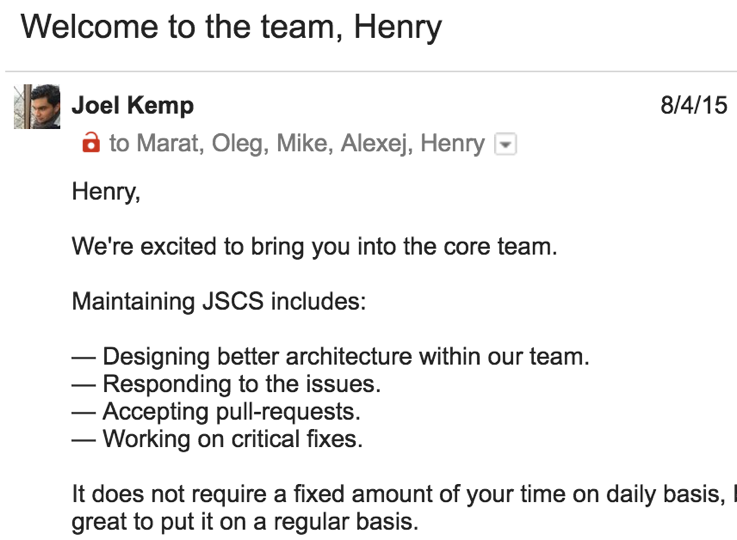 Welcome to the team, Henry
Joel Kemp 8/4/15
to Marat, Oleg, Mike, Alexej, Henry
Henry,
We're excited to bring you into the core team.
Maintaining JSCS includes:
— Designing better architecture within our team.
— Responding to the issues.
— Accepting pull-requests.
— Working on critical fixes.
It does not require a fixed amount of your time on daily basis,
great to put it on a regular basis.